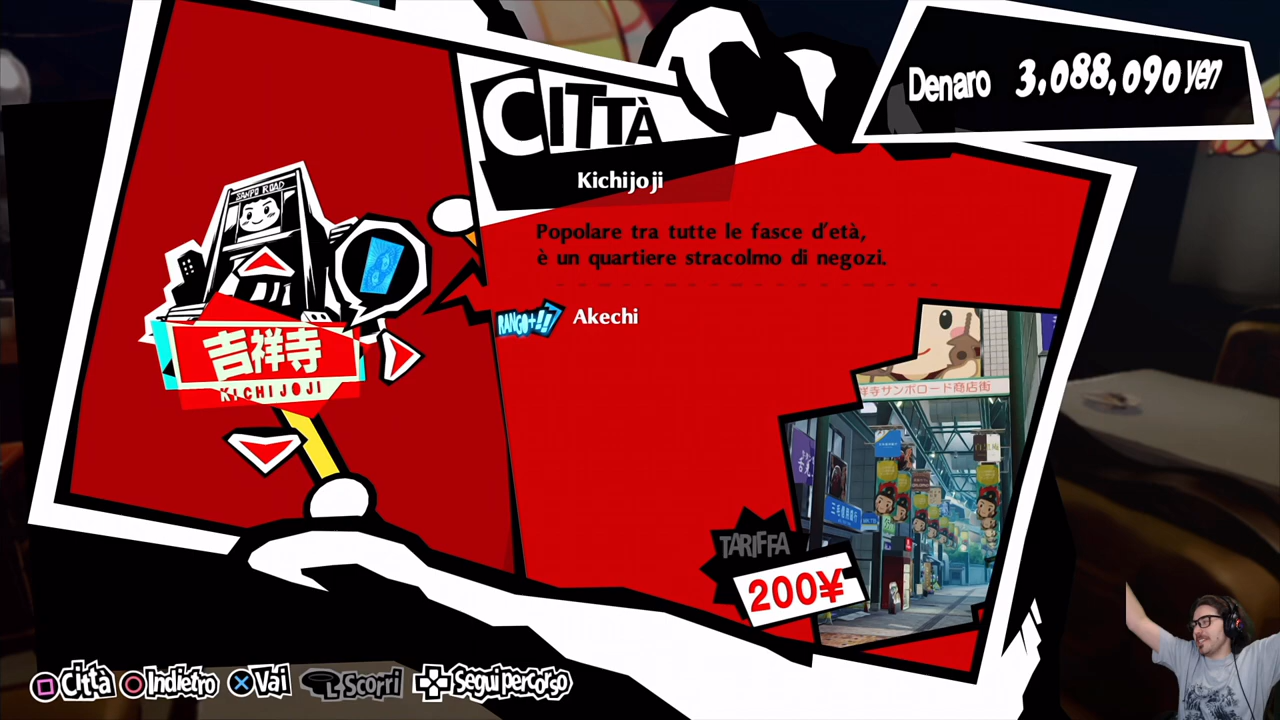 CITTÀ
Denaro 3,088,090 yen
Kichijoji
Popolare tra tutte le fasce d'età,
è un quartiere stracolmo di negozi.
RANGO+!! Akechi
SANPO ROAD
吉祥寺
KICHIJOJI
祥寺サンボロード商店街
TARIFFA
200¥
Città Indietro Vai L Scorri Segui percorso